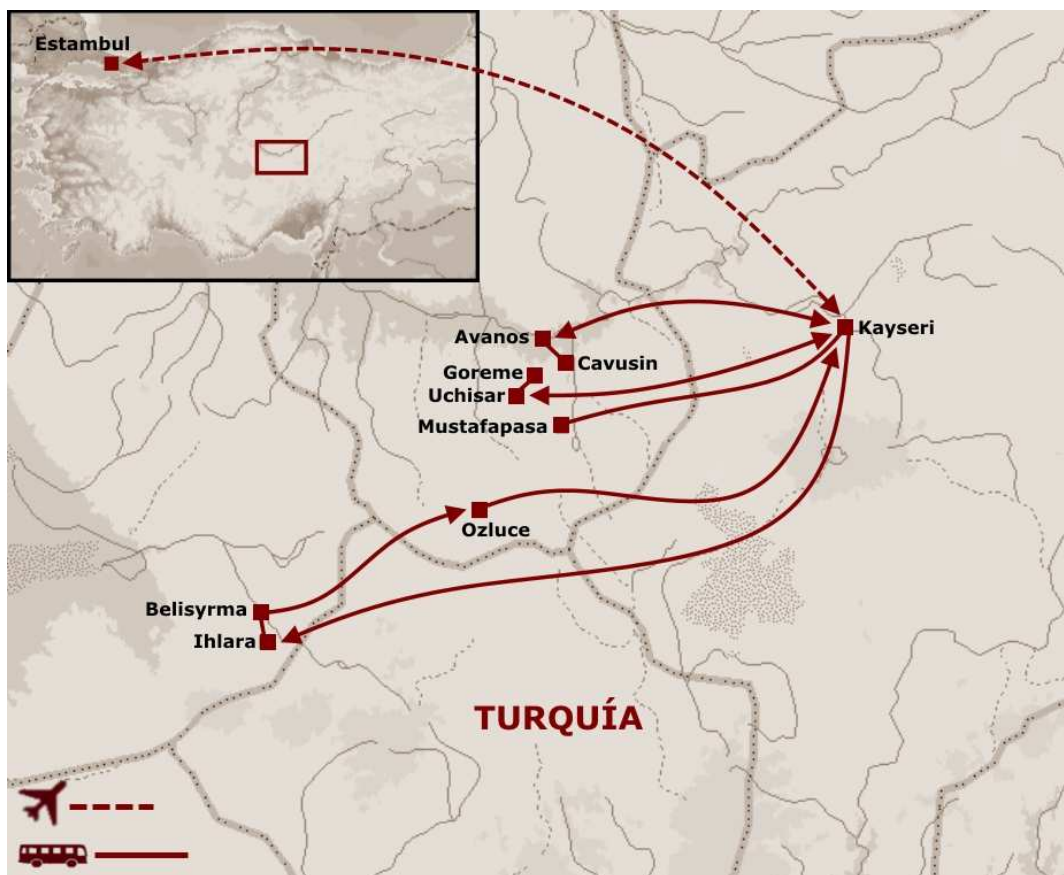 Estambul
Avanos
Kayseri
Cavusin
Goreme
Uchisar
Mustafapasa
Ozluce
Belisyrma
Ihlara
TURQUÍA